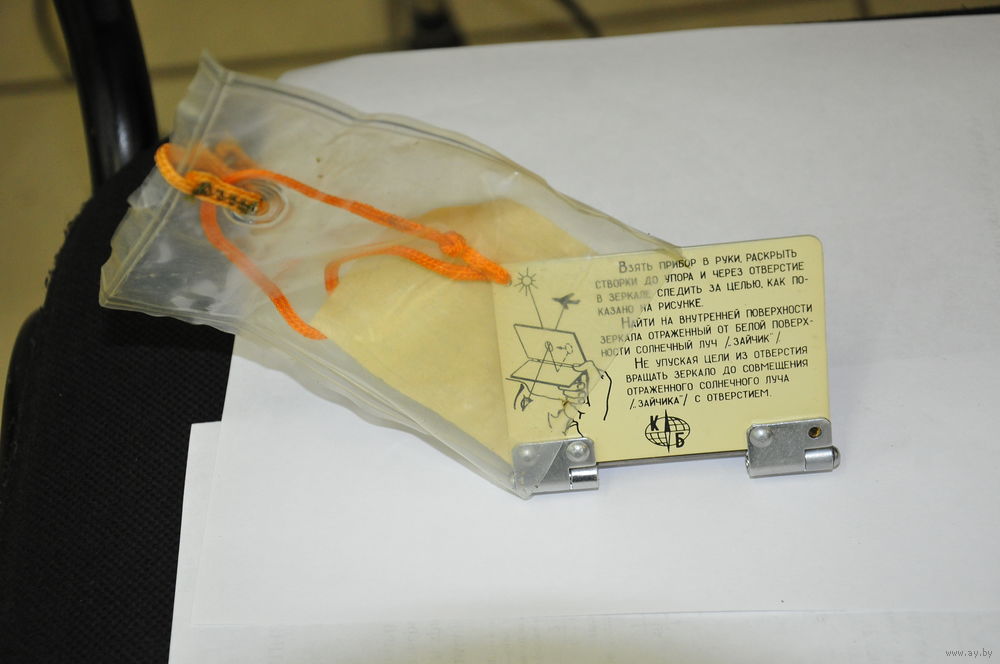 Взять прибор в руки, раскрыть
створки до упора и через отверстие
в зеркале следить за целью, как по-
казано на рисунке.
Найти на внутренней поверхности
зеркала отраженный от белой поверх-
ности солнечный луч /„зайчик"/.
Не упуская цели из отверстия
вращать зеркало до совмещения
отраженного солнечного луча
/„зайчика"/ с отверстием.
К Б
www.ay.by